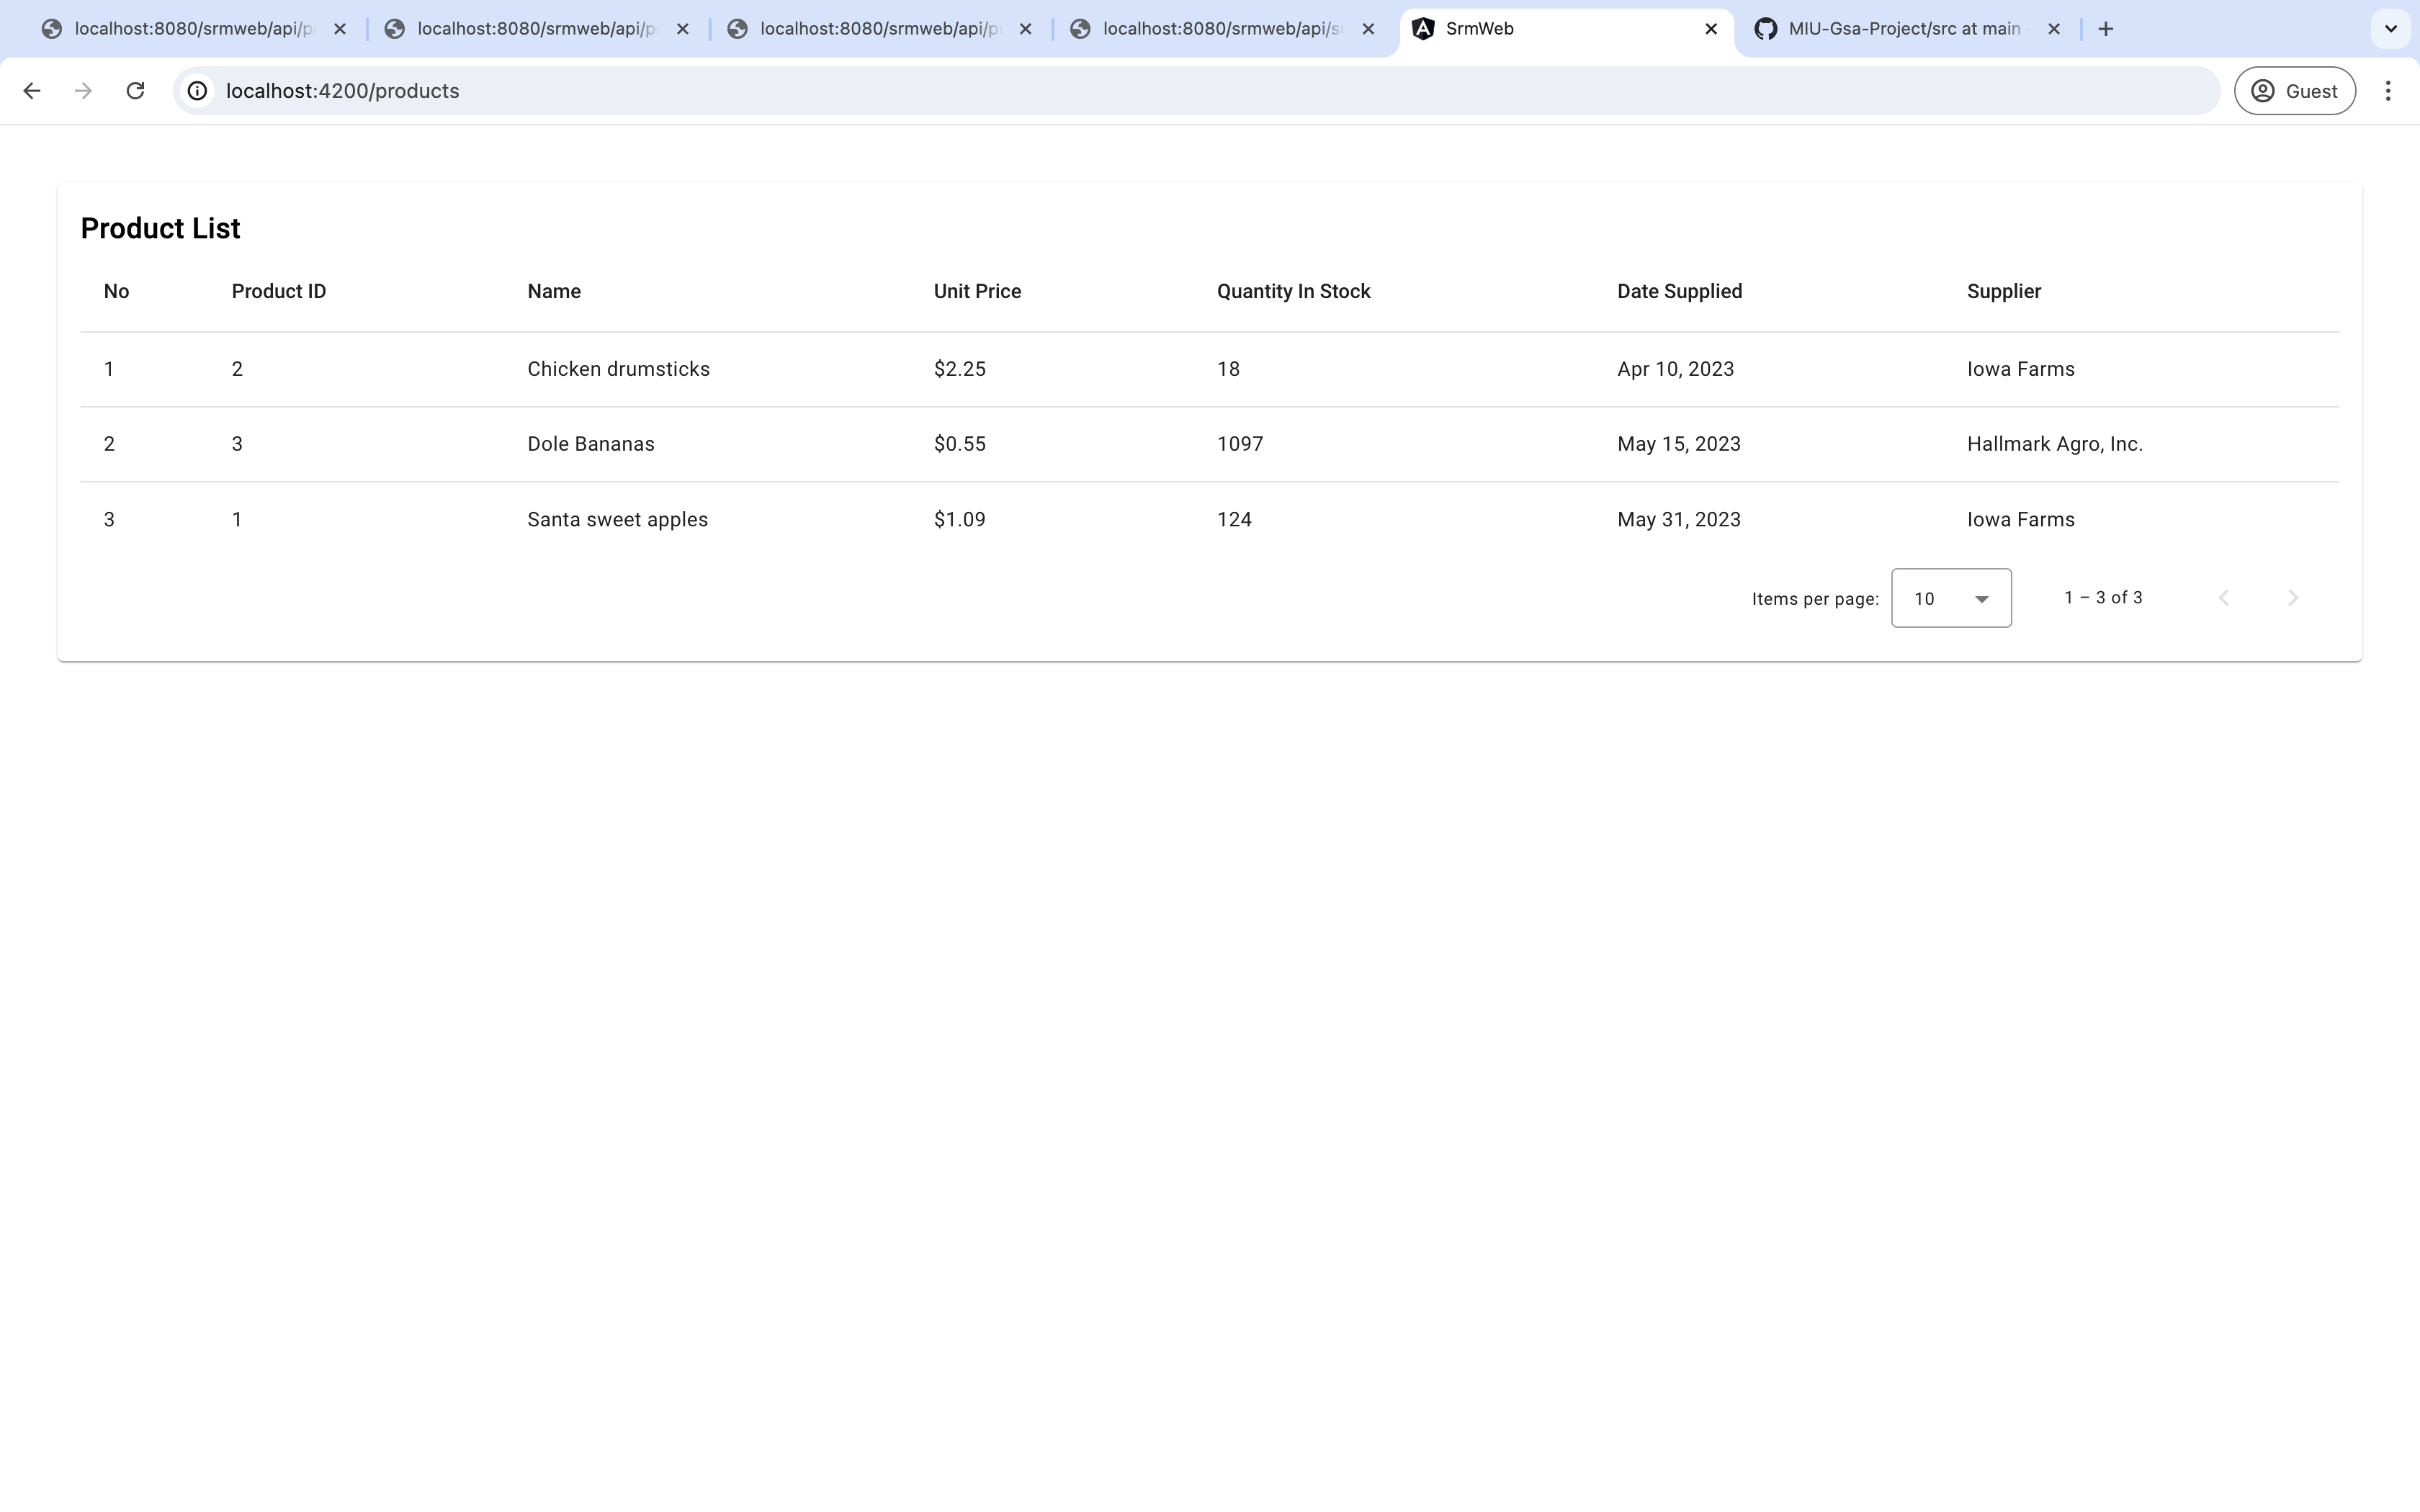 localhost:8080/srmweb/api/p localhost:8080/srmweb/api/p localhost:8080/srmweb/api/p localhost:8080/srmweb/api/s SrmWeb MIU-Gsa-Project/src at main
localhost:4200/products Guest
Product List
No Product ID Name Unit Price Quantity In Stock Date Supplied Supplier
1 2 Chicken drumsticks $2.25 18 Apr 10, 2023 Iowa Farms
2 3 Dole Bananas $0.55 1097 May 15, 2023 Hallmark Agro, Inc.
3 1 Santa sweet apples $1.09 124 May 31, 2023 Iowa Farms
Items per page: 10 1 – 3 of 3